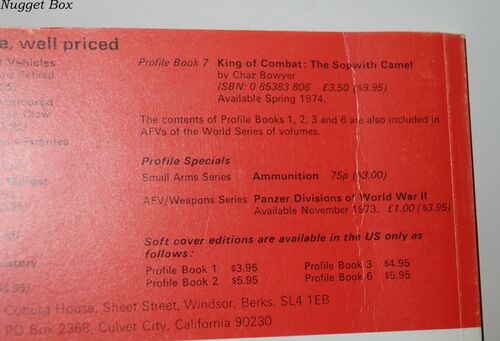 Nugget Box
e, well priced
Vehicles
Profile Book 7 King of Combat: The Sopwith Camel
by Chaz Bowyer
ISBN: 0 85383 806 £3.50 ($9.95)
Available Spring 1974.
The contents of Profile Books 1, 2, 3 and 6 are also included in
AFVs of the World Series of volumes.
Profile Specials
Small Arms Series Ammunition 75p ($3.00)
AFV/Weapons Series Panzer Divisions of World War II
Available November 1973. £1.00 ($3.95)
Soft cover editions are available in the US only as
follows:
Profile Book 1 $3.95 Profile Book 3 $4.95
Profile Book 2 $5.95 Profile Book 6 $5.95
Coburg House, Sheet Street, Windsor, Berks. SL4 1EB
PO Box 2368, Culver City, California 90230